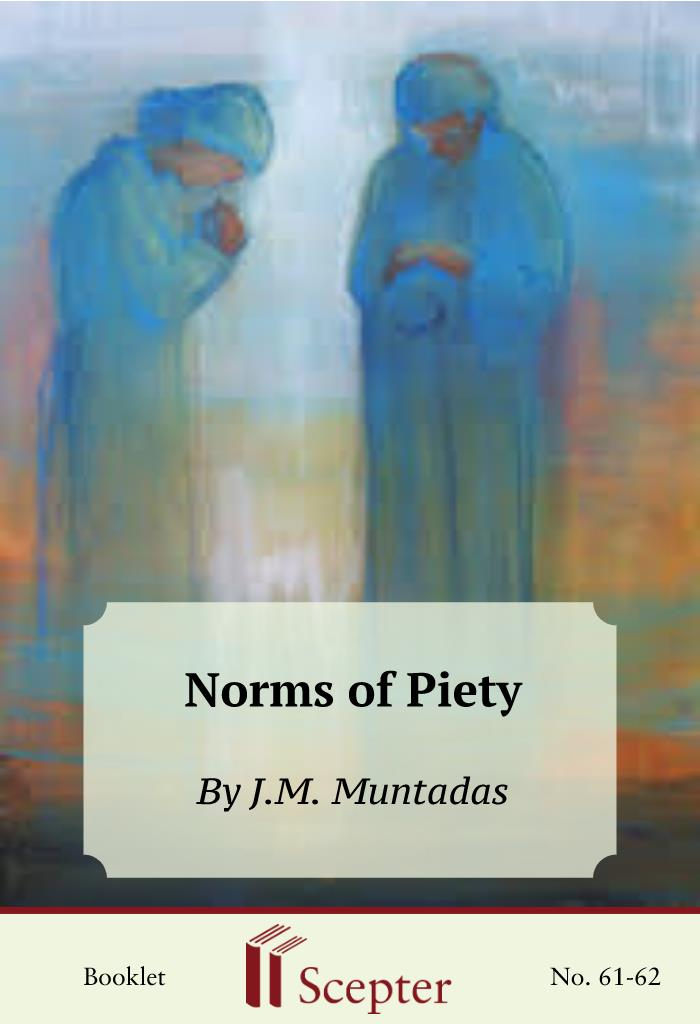 Norms of Piety
By J.M. Muntadas
Booklet
Scepter
No. 61-62